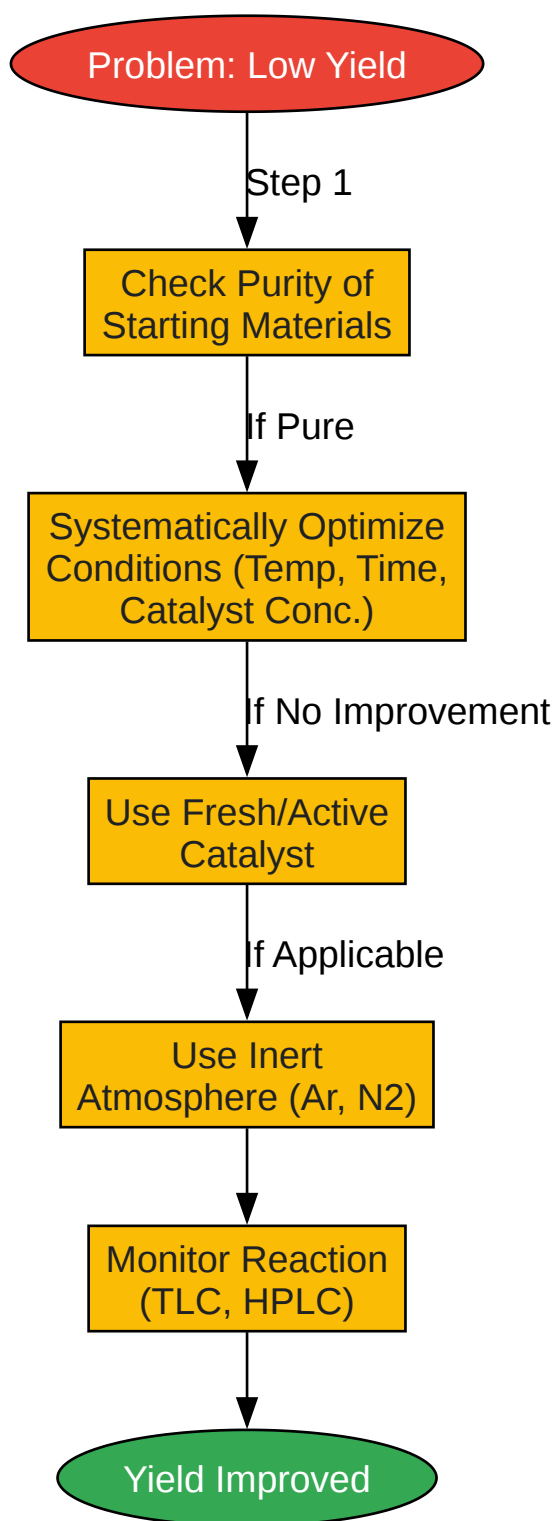 Problem: Low Yield
Step 1
Check Purity of
Starting Materials
If Pure
Systematically Optimize
Conditions (Temp, Time,
Catalyst Conc.)
If No Improvement
Use Fresh/Active
Catalyst
If Applicable
Use Inert
Atmosphere (Ar, N2)
Monitor Reaction
(TLC, HPLC)
Yield Improved